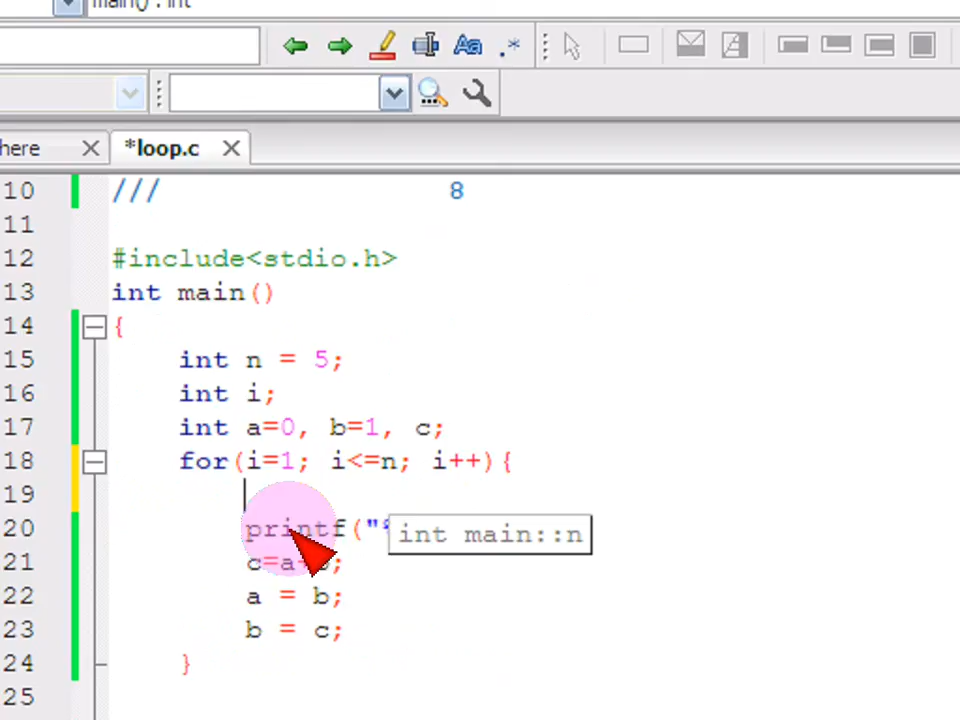 main() : int
here
*loop.c
10 /// 8
11
12 #include<stdio.h>
13 int main()
14 {
15 int n = 5;
16 int i;
17 int a=0, b=1, c;
18 for(i=1; i<=n; i++){
19
20 printf("
int main::n
21 c=a+b;
22 a = b;
23 b = c;
24 }
25